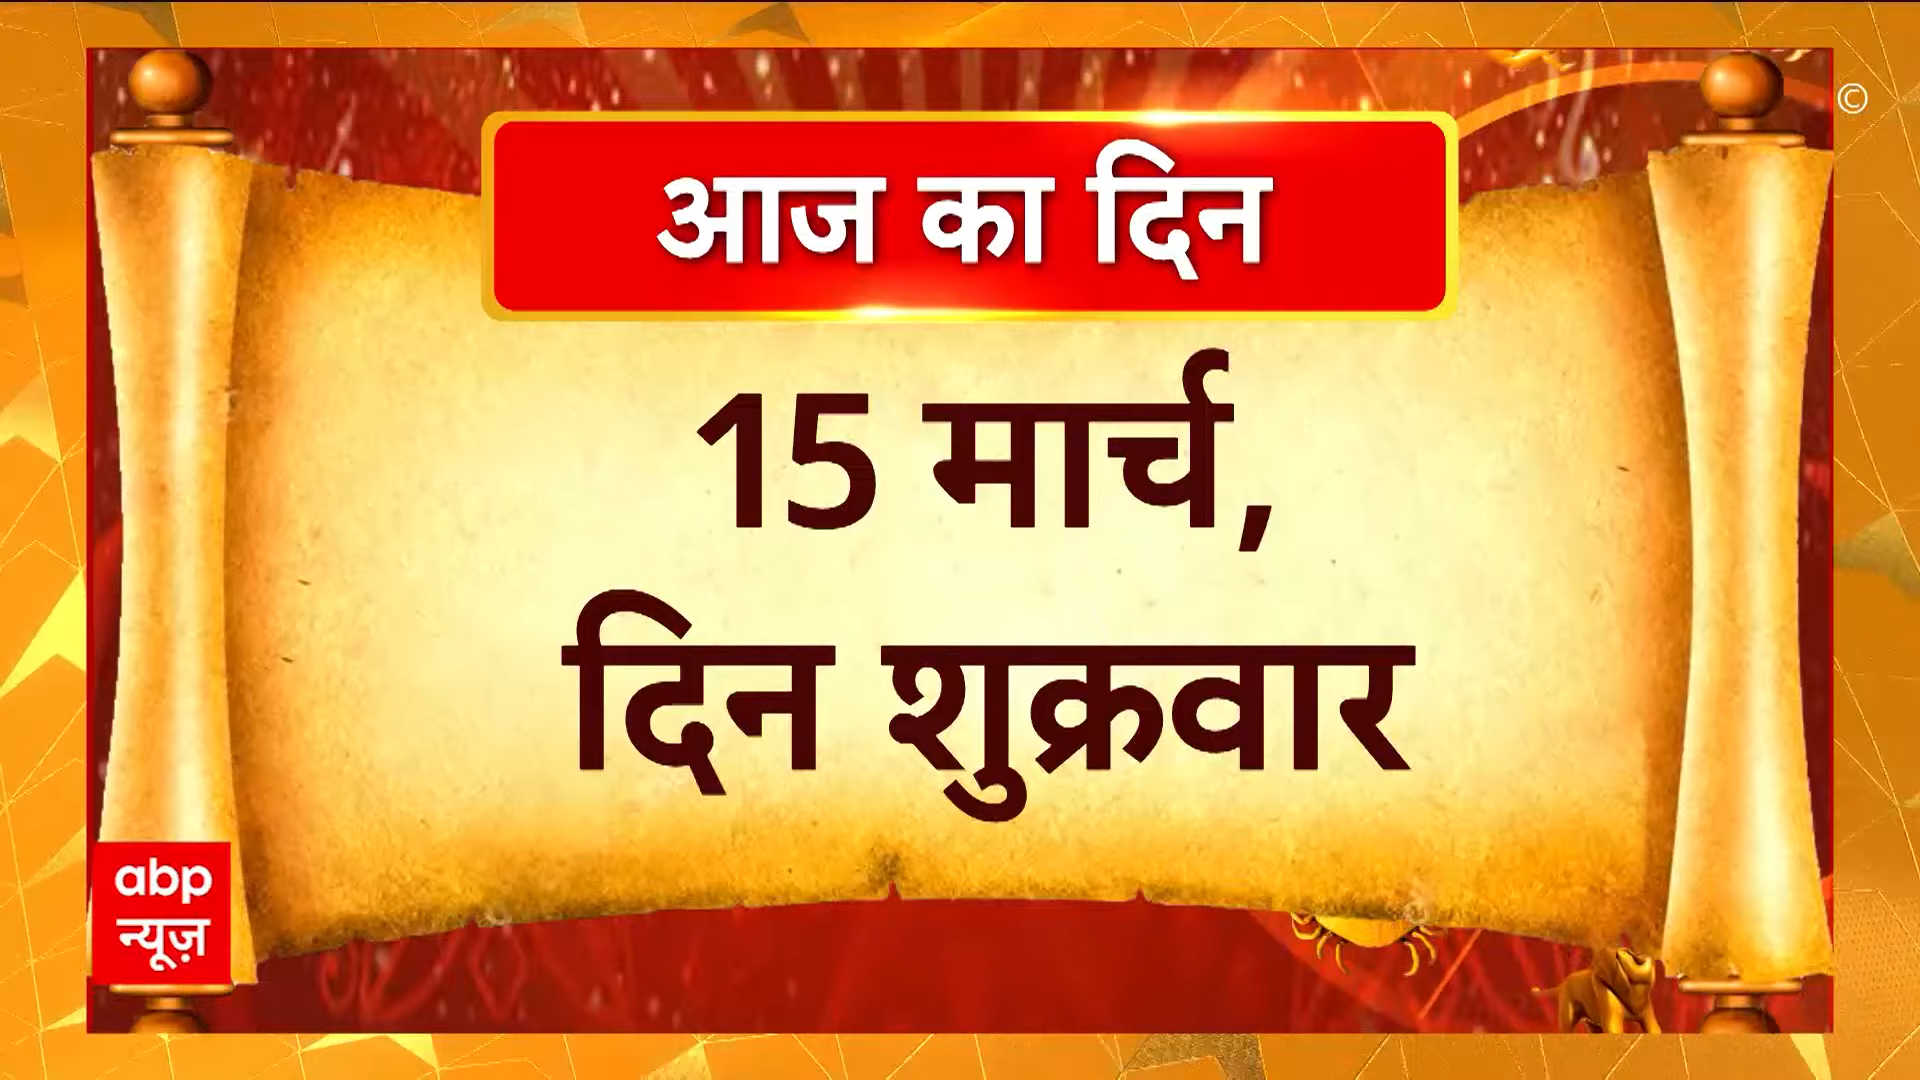 ©
आज का दिन
15 मार्च,
दिन शुक्रवार
abp
न्यूज़